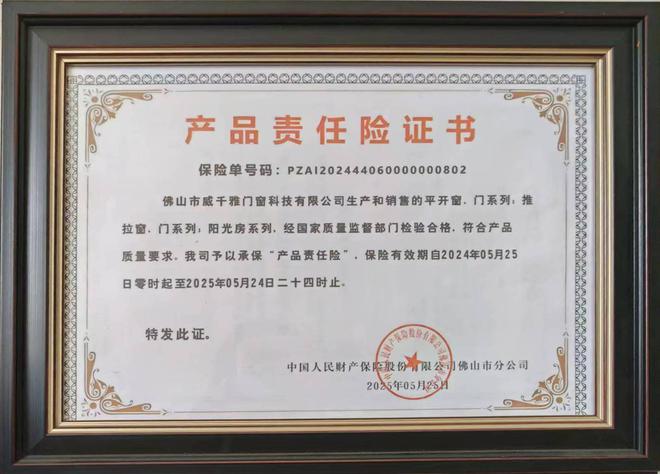 产品责任险证书
保险单号码：PZAI202444060000000802
佛山市威千雅门窗科技有限公司生产和销售的平开窗、门系列；推
拉窗、门系列；阳光房系列，经国家质量监督部门检验合格，符合产品
质量要求。我司予以承保“产品责任险”，保险有效期自2024年05月25
日零时起至2025年05月24日二十四时止。
特发此证。
中国人民财产保险股份有限公司佛山市分公司
2025年05月25日